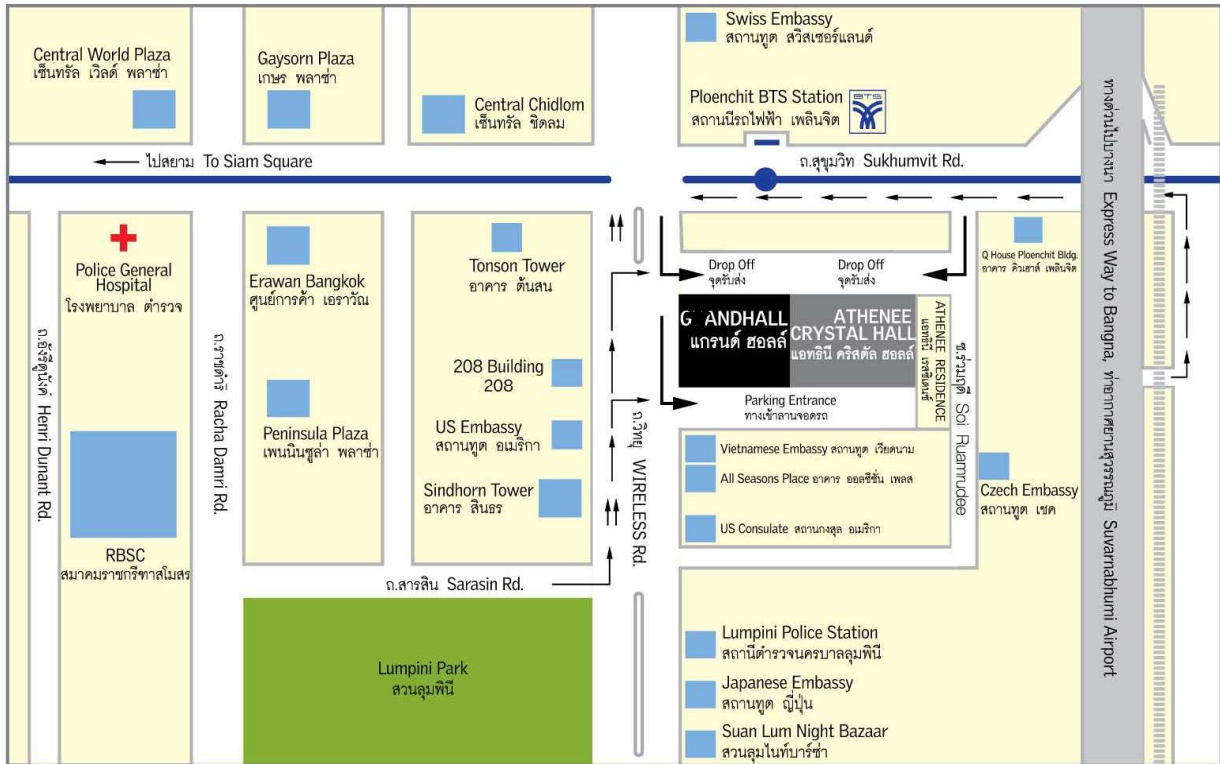 Central World Plaza
เซ็นทรัล เวิลด์ พลาซ่า
Gaysorn Plaza
เกษร พลาซ่า
Central Chidlom
เซ็นทรัล ชิดลม
Swiss Embassy
สถานทูต สวิสเซอร์แลนด์
Ploenchit BTS Station
สถานีรถไฟฟ้า เพลินจิต
BTS
ไปสยาม To Siam Square
ถ.สุขุมวิท Sukhumvit Rd.
Police General
Hospital
โรงพยาบาล ตำรวจ
Erawan Bangkok
ศูนย์การค้า เอราวัณ
Tonson Tower
อาคาร ต้นสน
Drop Off
จุดรับส่ง
Drop Off
จุดรับส่ง
Q House Ploenchit Bldg.
อาคาร คิวเฮาส์ เพลินจิต
G ANDHALL
แกรนด์ ฮอลล์
ATHENEE
CRYSTAL HALL
แอทธินี คริสตัล ฮอลล์
ATHENEE RESIDENCE
แอทธินี เรสซิเดนซ์
208 Building
208
Parking Entrance
ทางเข้าลานจอดรถ
Peninsula Plaza
เพนนินซูล่า พลาซ่า
US Embassy
สถานทูต อเมริกา
Sindhorn Tower
อาคาร สินธร
Vietnamese Embassy สถานทูต เวียดนาม
All Seasons Place อาคาร ออลซีซั่น เพลส
US Consulate สถานกงสุล อเมริกา
Czech Embassy
สถานทูต เชค
RBSC
สมาคมราชกรีฑาสโมสร
ถ.อังรีดูนังต์ Henri Dunant Rd.
ถ.ราชดำริ Racha Damri Rd.
ถ.วิทยุ WIRELESS Rd.
ซ.ร่วมฤดี Soi Ruamrudee
ทางด่วนไปบางนา Express Way to Bangna, ท่าอากาศยานสุวรรณภูมิ Suvarnabhumi Airport
ถ.สารสิน Sarasin Rd.
Lumpini Park
สวนลุมพินี
Lumpini Police Station
สถานีตำรวจนครบาลลุมพินี
panese Embassy
สถานทูต ญี่ปุ่น
Suan Lum Night Bazaar
สวนลุมไนท์บาร์ซ่า